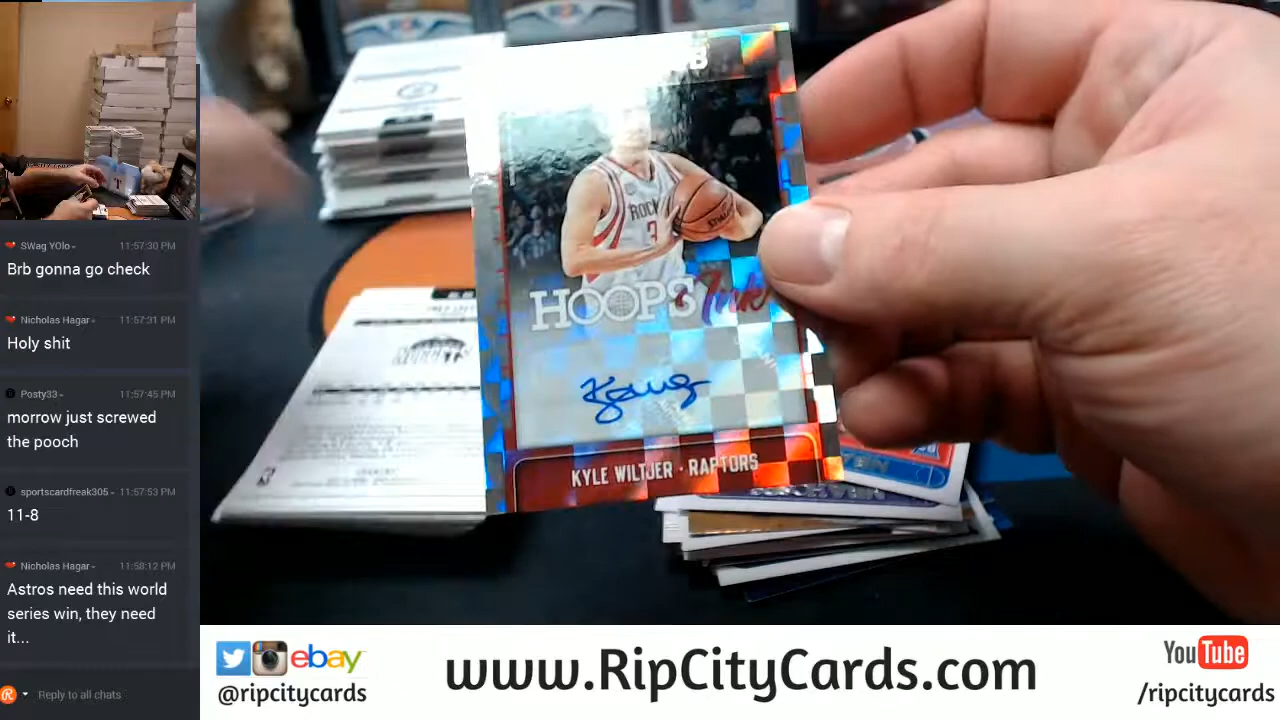 SWag YOlo
11:57:30 PM
Brb gonna go check
Nicholas Hagar
11:57:31 PM
Holy shit
Posty33
11:57:45 PM
morrow just screwed
the pooch
sportscardfreak305
11:57:53 PM
11-8
Nicholas Hagar
11:58:12 PM
Astros need this world
series win, they need
it...
Reply to all chats
ROCK
3
HOOPS Ink
KYLE WILTJER · RAPTORS
ebay
@ripcitycards
www.RipCityCards.com
YouTube
/ripcitycards